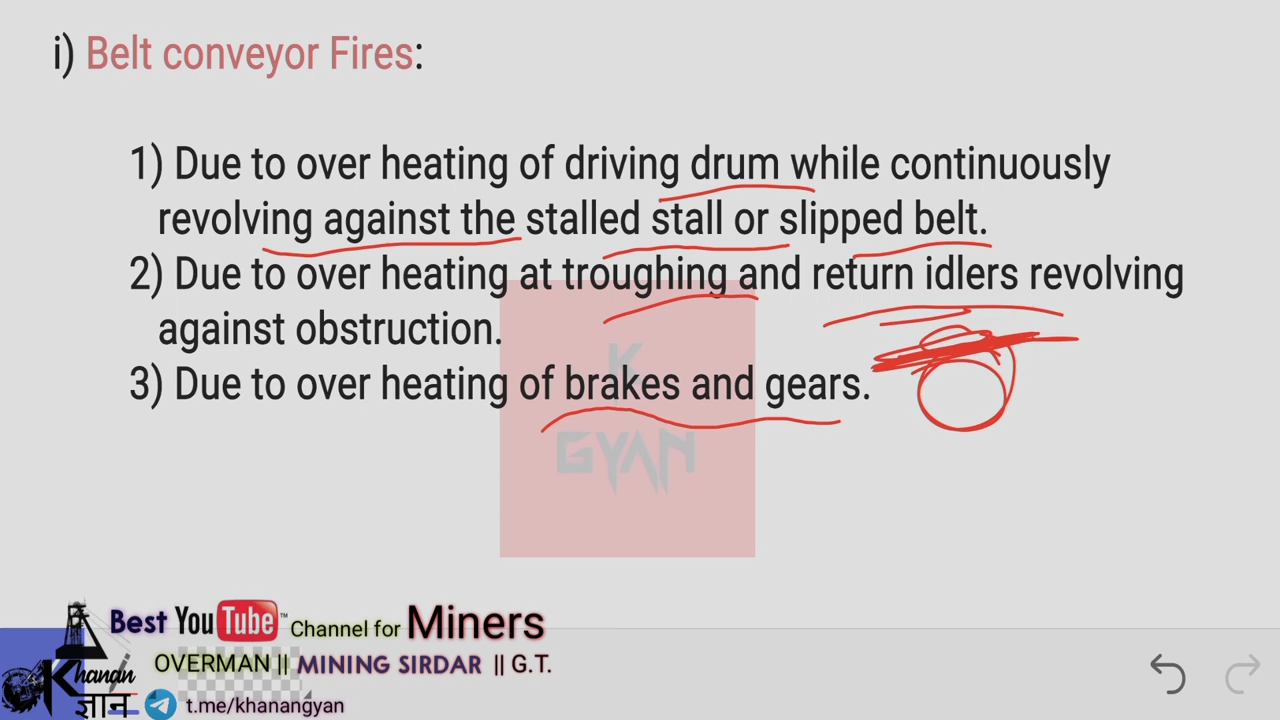 i) Belt conveyor Fires:
1) Due to over heating of driving drum while continuously
revolving against the stalled stall or slipped belt.
2) Due to over heating at troughing and return idlers revolving
against obstruction.
3) Due to over heating of brakes and gears.
K
GYAN
Best YouTube™ Channel for Miners
OVERMAN || MINING SIRDAR || G.T.
Khanan
ज्ञान
t.me/khanangyan